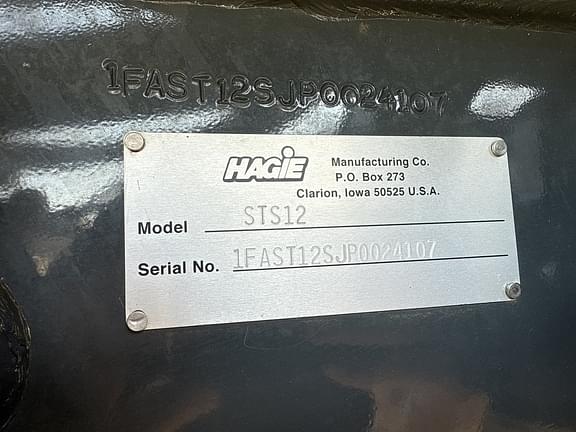 1FAST12SJP0024107
HAGIE Manufacturing Co.
P.O. Box 273
Clarion, Iowa 50525 U.S.A.
Model STS12
Serial No. 1FAST12SJP0024107